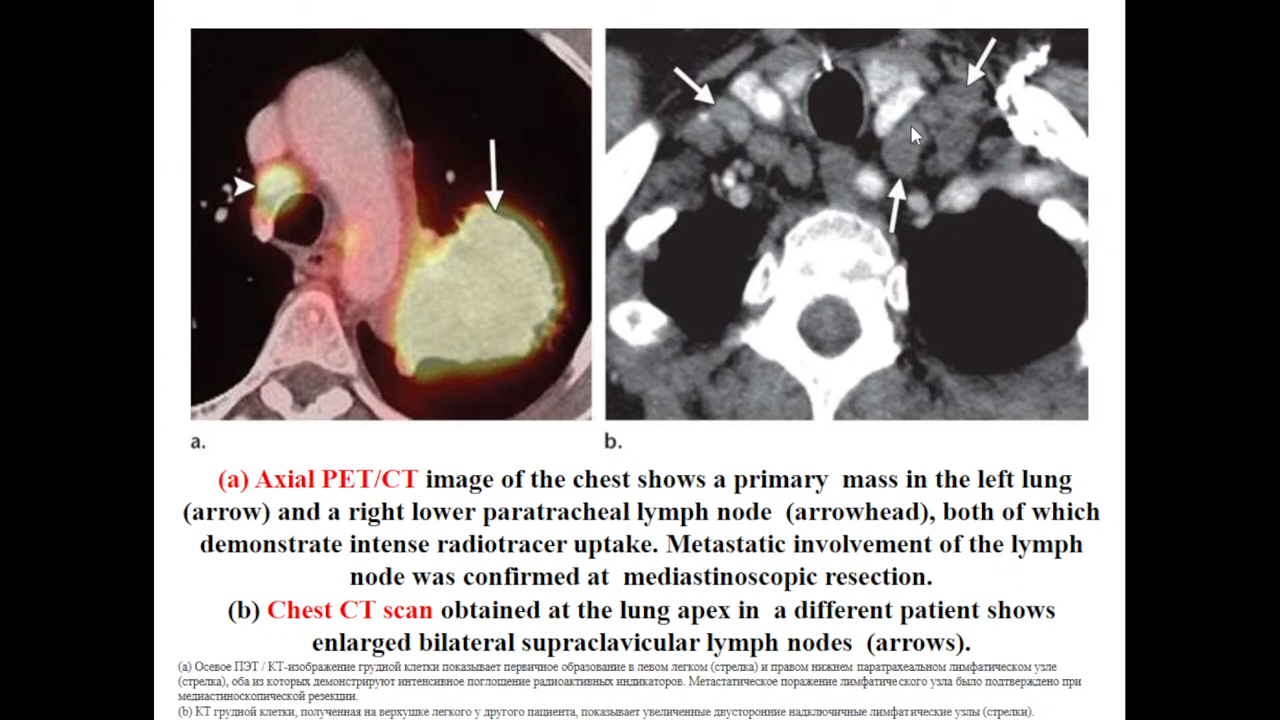 a.
b.
(a) Axial PET/CT image of the chest shows a primary mass in the left lung
(arrow) and a right lower paratracheal lymph node (arrowhead), both of which
demonstrate intense radiotracer uptake. Metastatic involvement of the lymph
node was confirmed at mediastinoscopic resection.
(b) Chest CT scan obtained at the lung apex in a different patient shows
enlarged bilateral supraclavicular lymph nodes (arrows).
(a) Осевое ПЭТ / КТ-изображение грудной клетки показывает первичное образование в левом легком (стрелка) и правом нижнем паратрахеальном лимфатическом узле
(стрелка), оба из которых демонстрируют интенсивное поглощение радиоактивных индикаторов. Метастатическое поражение лимфатического узла было подтверждено при
медиастиноскопической резекции.
(b) КТ грудной клетки, полученная на верхушке легкого у другого пациента, показывает увеличенные двусторонние надключичные лимфатические узлы (стрелки).